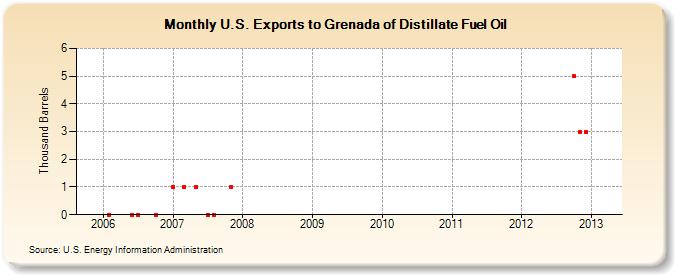 Monthly U.S. Exports to Grenada of Distillate Fuel Oil
Thousand Barrels
6
5
4
3
2
1
0
2006 2007 2008 2009 2010 2011 2012 2013
Source: U.S. Energy Information Administration